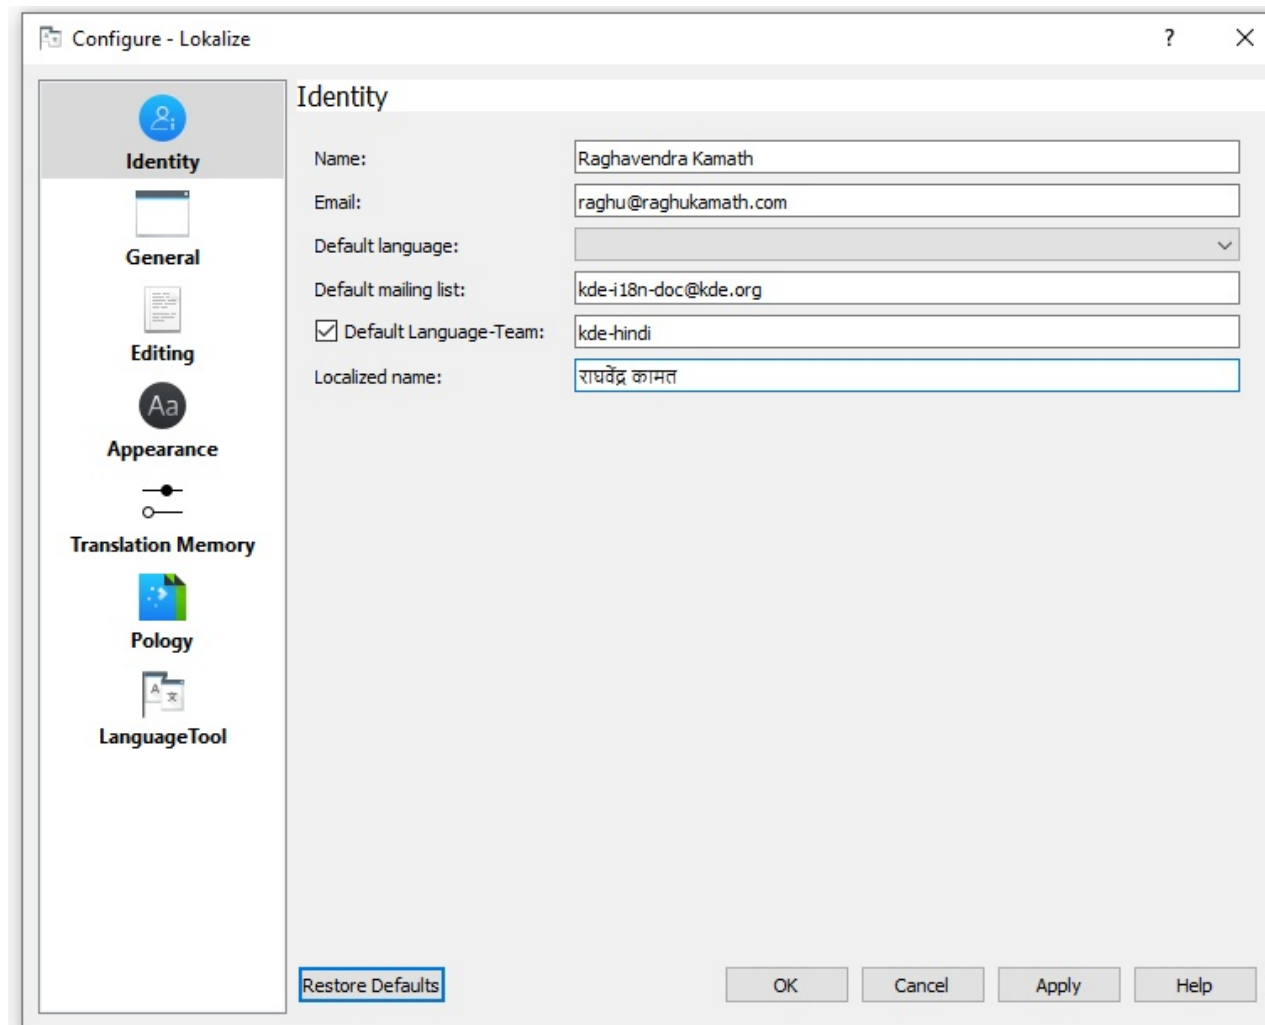 Configure - Lokalize
?
Identity
General
Editing
Aa
Appearance
Translation Memory
Pology
A 文
LanguageTool
Identity
Name: Raghavendra Kamath
Email: raghu@raghukamath.com
Default language:
Default mailing list: kde-i18n-doc@kde.org
Default Language-Team: kde-hindi
Localized name: राघवेंद्र कामत
Restore Defaults OK Cancel Apply Help